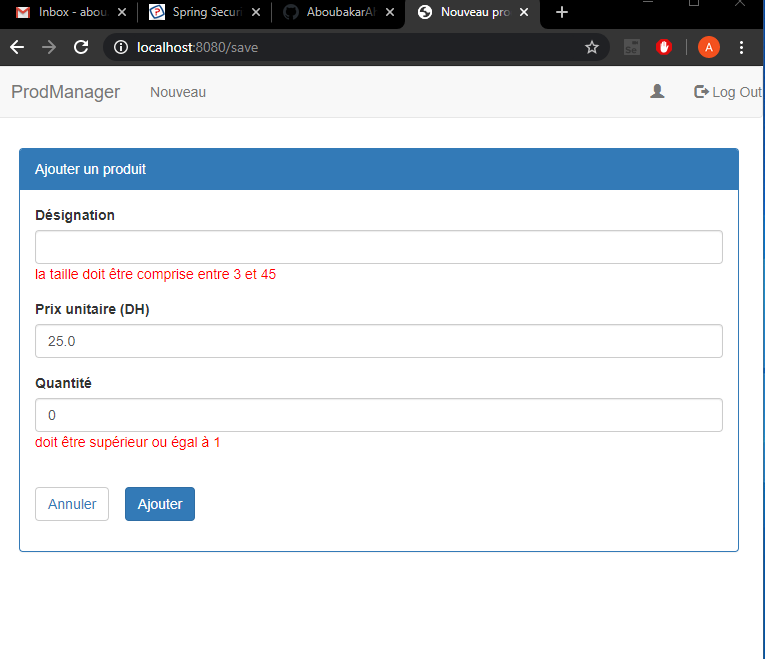 Inbox - abou
Spring Securi
AboubakarA
Nouveau pro
localhost:8080/save
Se
A
ProdManager
Nouveau
Log Out
Ajouter un produit
Désignation
la taille doit être comprise entre 3 et 45
Prix unitaire (DH)
25.0
Quantité
0
doit être supérieur ou égal à 1
Annuler
Ajouter